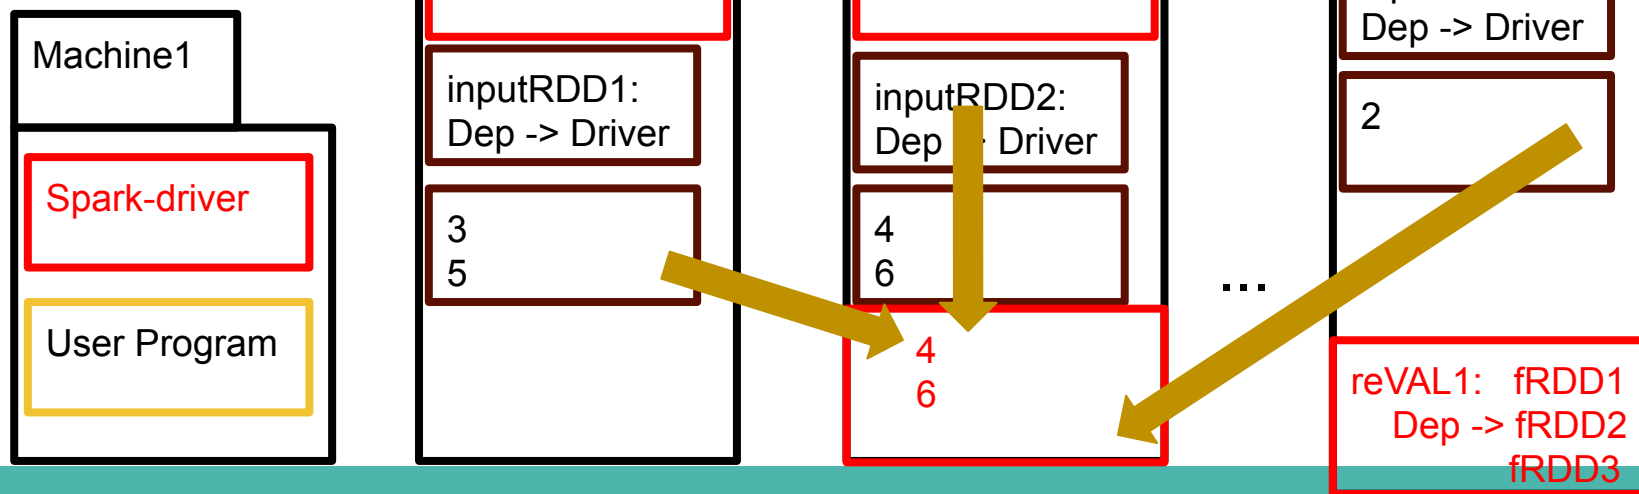 Machine1
Spark-driver
User Program
inputRDD1:
Dep -> Driver
3
5
inputRDD2:
Dep Driver
4
6
4
6
...
Dep -> Driver
2
reVAL1: fRDD1
Dep -> fRDD2
fRDD3